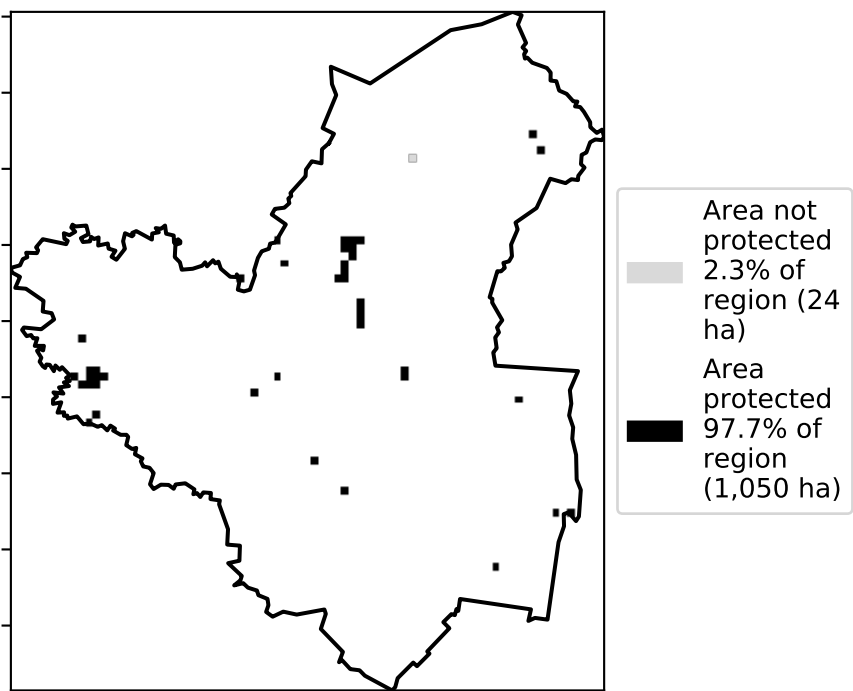 Area not
protected
2.3% of
region (24
ha)
Area
protected
97.7% of
region
(1,050 ha)